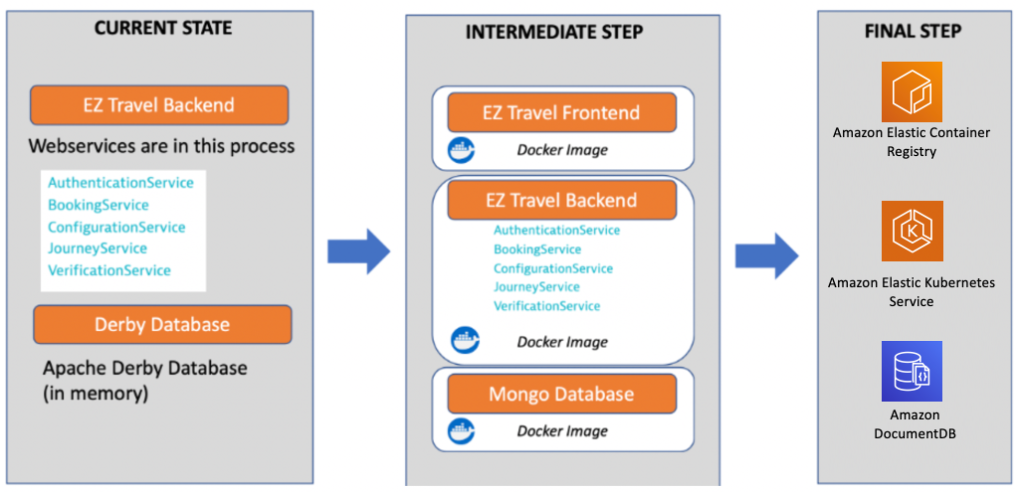 CURRENT STATE
EZ Travel Backend
Webservices are in this process
AuthenticationService
BookingService
ConfigurationService
JourneyService
VerificationService
Derby Database
Apache Derby Database
(in memory)
INTERMEDIATE STEP
EZ Travel Frontend
Docker Image
EZ Travel Backend
AuthenticationService
BookingService
ConfigurationService
JourneyService
VerificationService
Docker Image
Mongo Database
Docker Image
FINAL STEP
Amazon Elastic Container
Registry
K
Amazon Elastic Kubernetes
Service
Amazon
DocumentDB